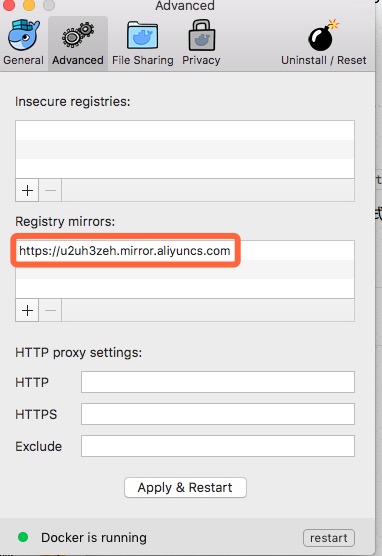 Advanced
General
Advanced
File Sharing
Privacy
Uninstall / Reset
Insecure registries:
+ −
Registry mirrors:
https://u2uh3zeh.mirror.aliyuncs.com
+ −
HTTP proxy settings:
HTTP
HTTPS
Exclude
Apply & Restart
Docker is running
restart